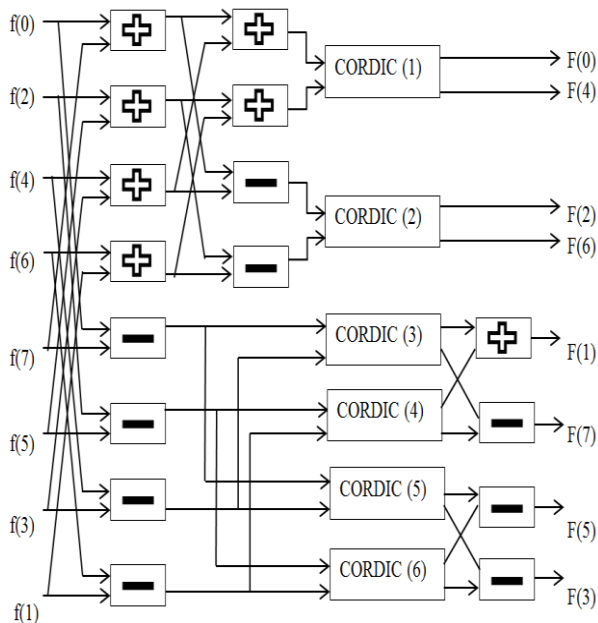 f(0)
f(2)
f(4)
f(6)
f(7)
f(5)
f(3)
f(1)
CORDIC (1)
CORDIC (2)
CORDIC (3)
CORDIC (4)
CORDIC (5)
CORDIC (6)
F(0)
F(4)
F(2)
F(6)
F(1)
F(7)
F(5)
F(3)